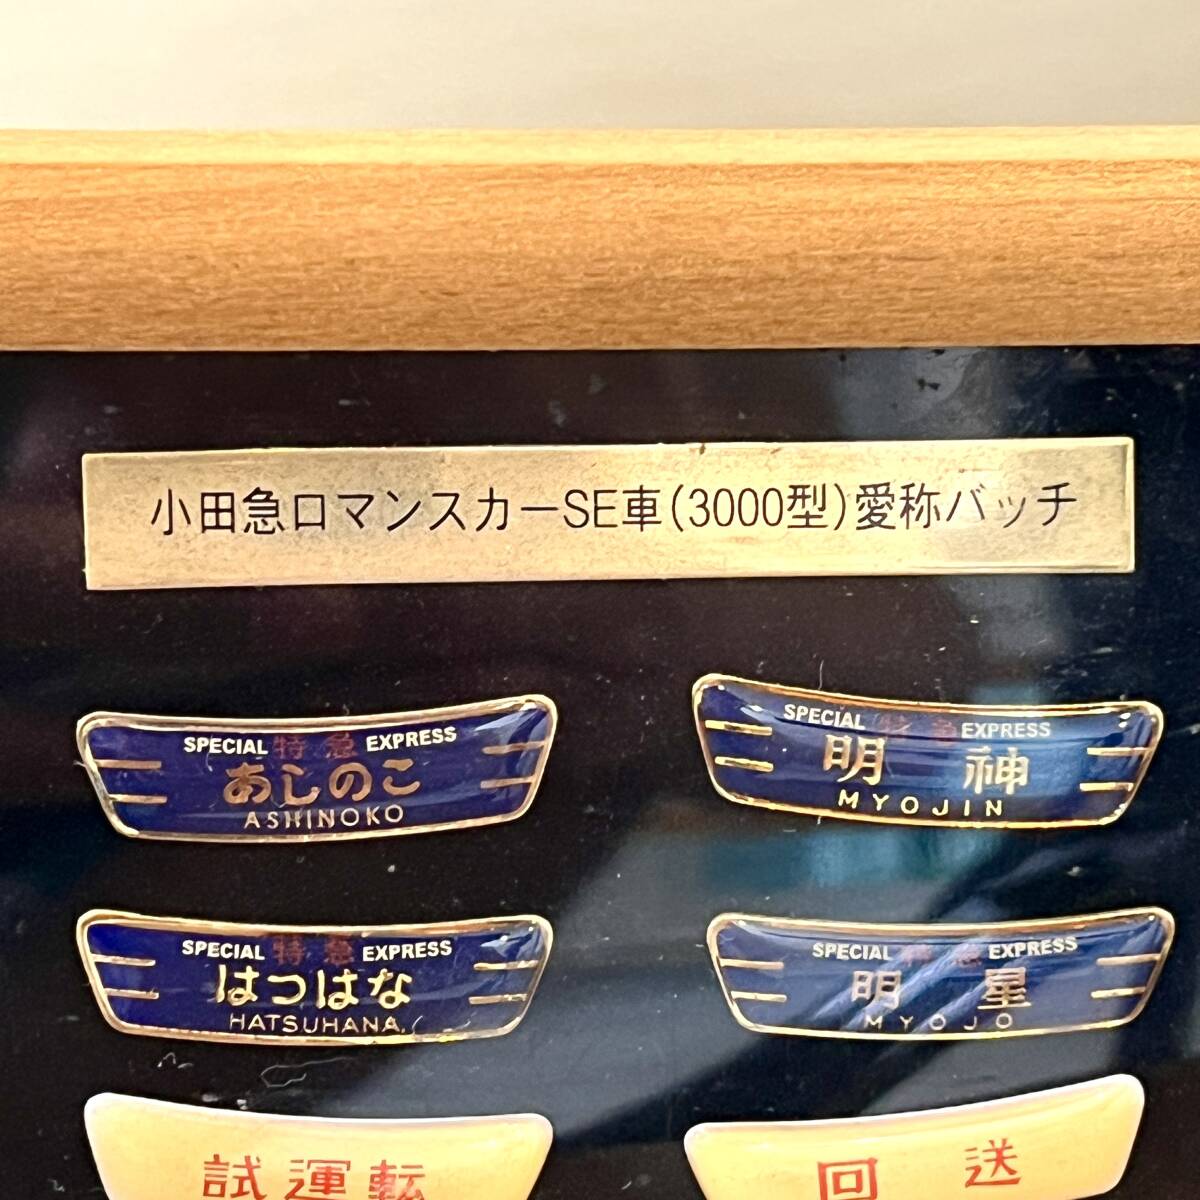 小田急ロマンスカーSE車(3000型)愛称バッチ
SPECIAL 特急 EXPRESS
あしのこ
ASHINOKO
SPECIAL 特急 EXPRESS
明神
MYOJIN
SPECIAL 特急 EXPRESS
はつはな
HATSUHANA
SPECIAL 特急 EXPRESS
明星
MYOJO
試運転
回送